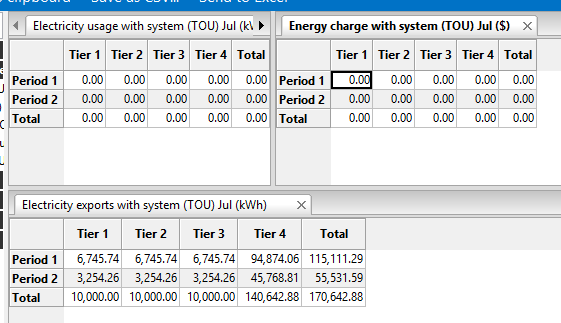 Electricity usage with system (TOU) Jul (kV
Energy charge with system (TOU) Jul ($)
Tier 1 Tier 2 Tier 3 Tier 4 Total
Period 1 0.00 0.00 0.00 0.00 0.00
Period 2 0.00 0.00 0.00 0.00 0.00
Total 0.00 0.00 0.00 0.00 0.00
Tier 1 Tier 2 Tier 3 Tier 4 Total
Period 1 0.00 0.00 0.00 0.00 0.00
Period 2 0.00 0.00 0.00 0.00 0.00
Total 0.00 0.00 0.00 0.00 0.00
Electricity exports with system (TOU) Jul (kWh)
Tier 1 Tier 2 Tier 3 Tier 4 Total
Period 1 6,745.74 6,745.74 6,745.74 94,874.06 115,111.29
Period 2 3,254.26 3,254.26 3,254.26 45,768.81 55,531.59
Total 10,000.00 10,000.00 10,000.00 140,642.88 170,642.88